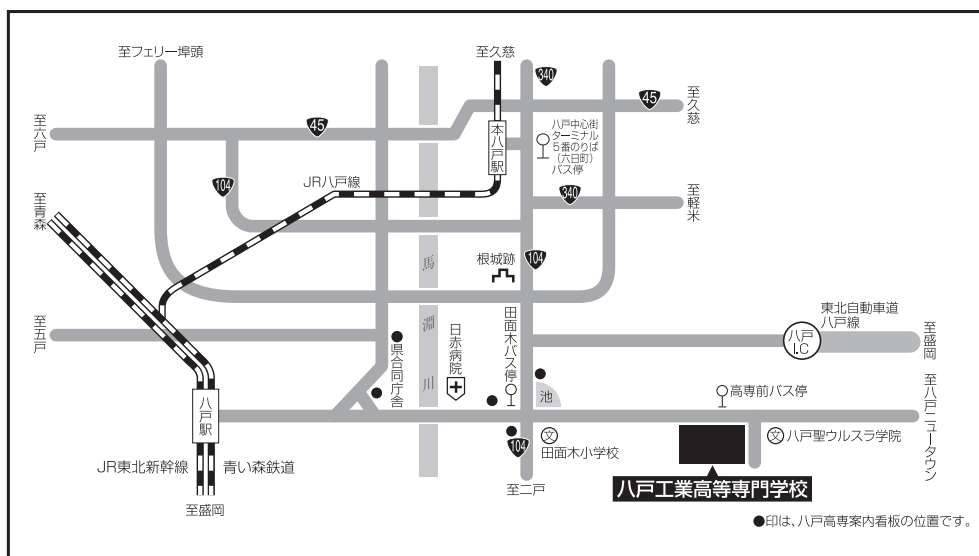 至フェリー埠頭
至久慈
340
45
至久慈
至六戸
45
本八戸駅
八戸中心街
ターミナル
5番のりば
(六日町)
バス停
104
JR八戸線
340
至軽米
至青森
馬淵川
根城跡
104
至五戸
県合同庁舎
日赤病院
田面木バス停
東北自動車道
八戸線
八戸
I.C
至盛岡
池
高専前バス停
至八戸ニュータウン
八戸駅
104
文
田面木小学校
文
八戸聖ウルスラ学院
JR東北新幹線
青い森鉄道
至盛岡
至二戸
八戸工業高等専門学校
●印は、八戸高専案内看板の位置です。